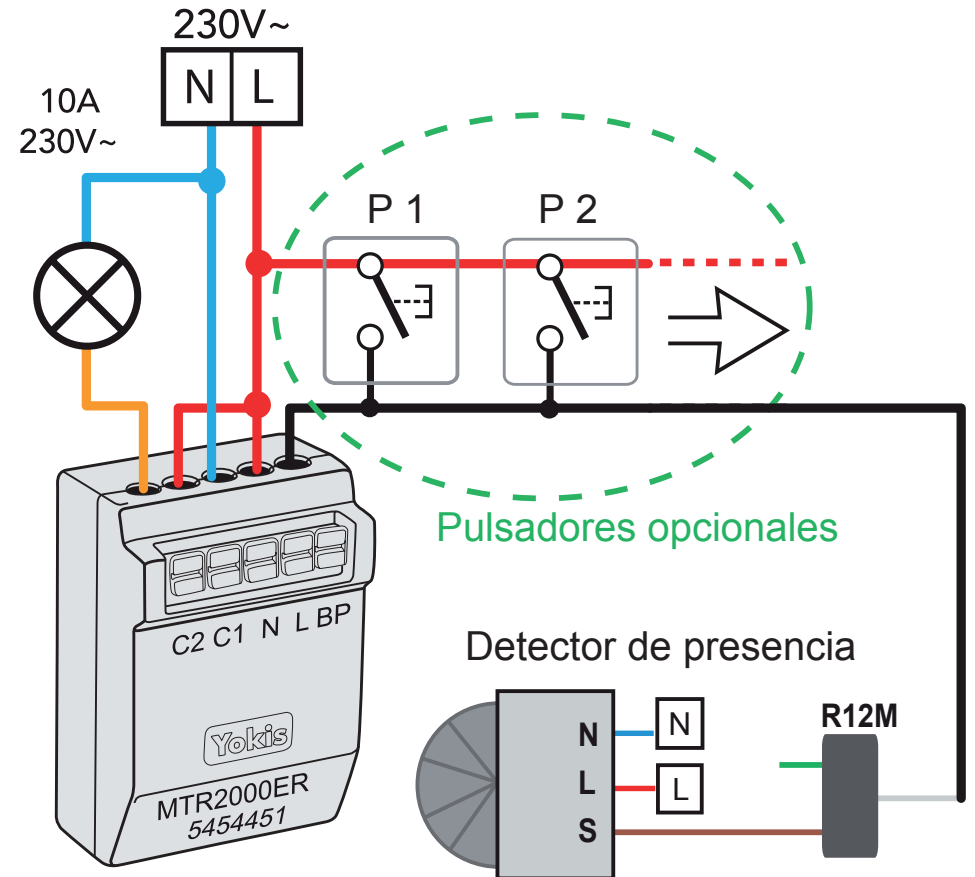 230V~
N L
10A
230V~
P 1 P 2
Pulsadores opcionales
C2 C1 N L BP
Yokis
MTR2000ER
5454451
Detector de presencia
N N
L L
S
R12M